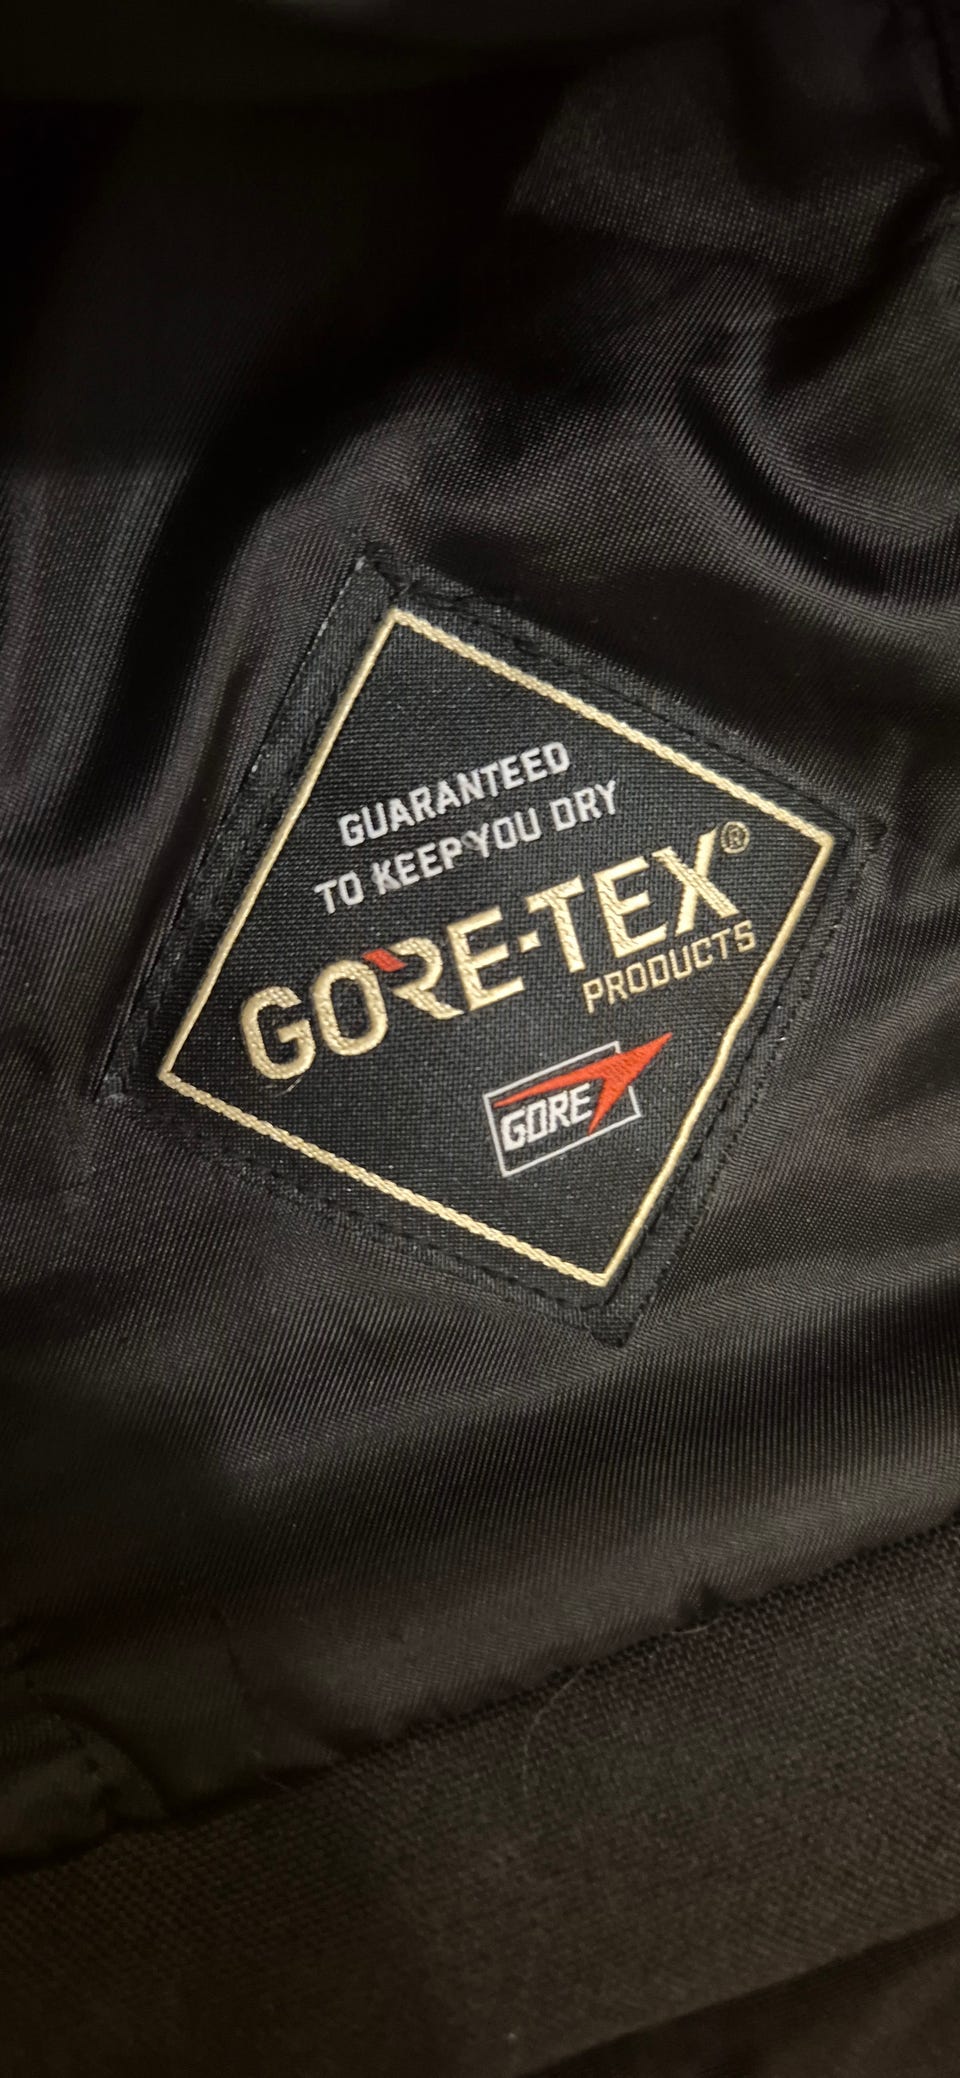 GUARANTEED
TO KEEP YOU DRY
GORE-TEX®
PRODUCTS
GORE